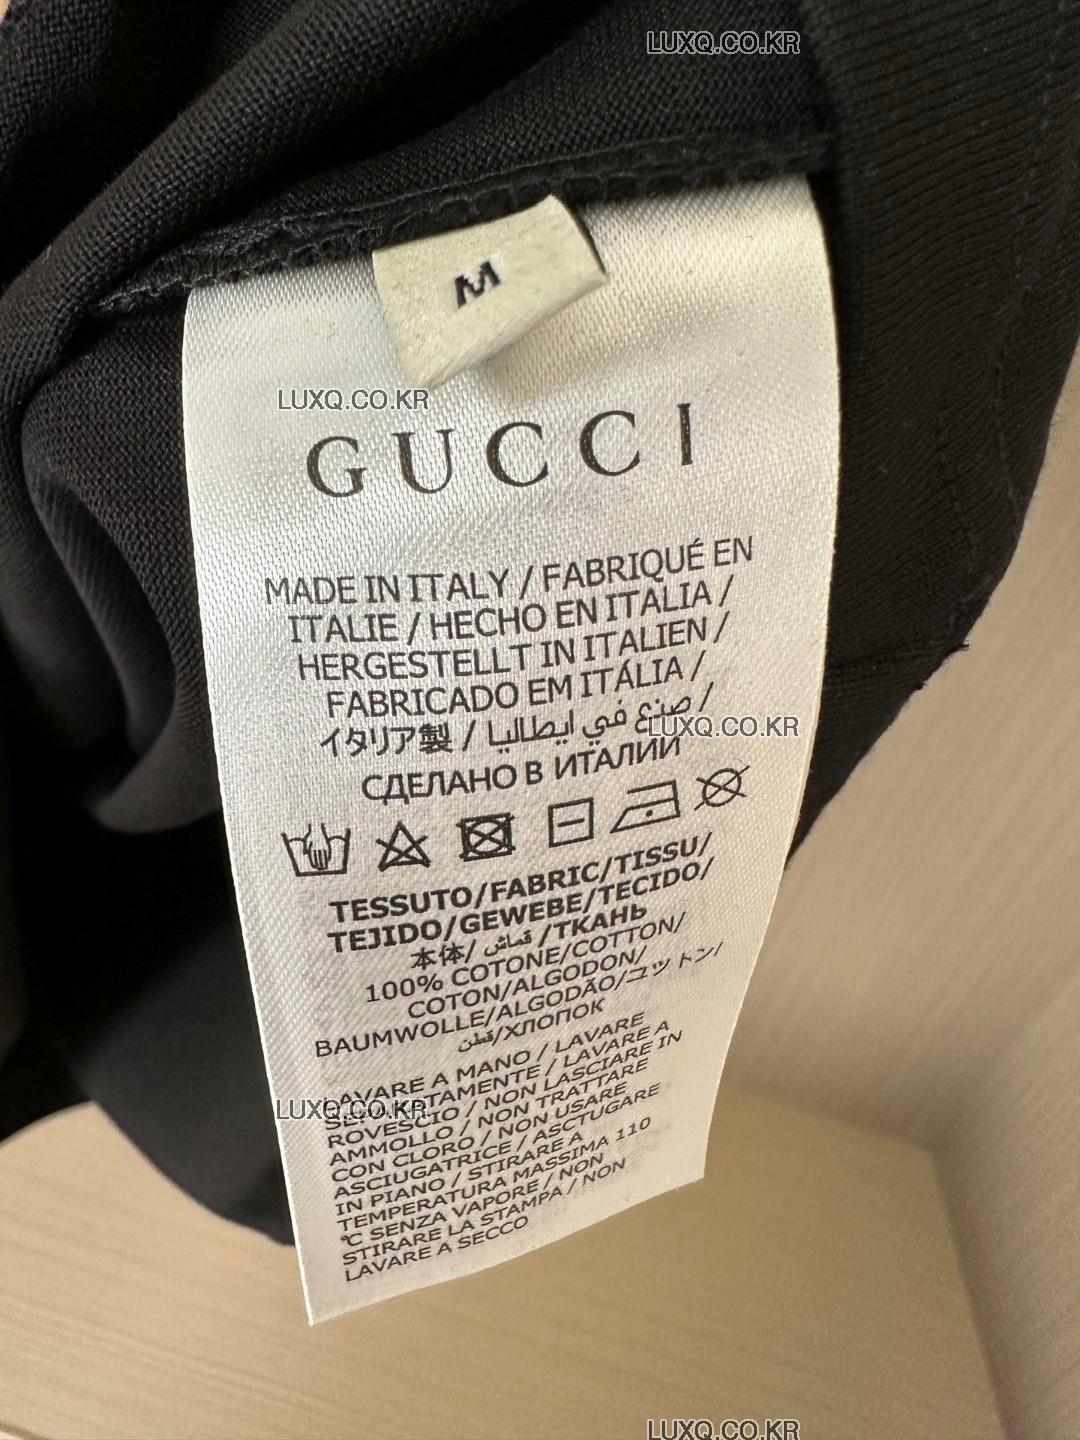 LUXQ.CO.KR
M
LUXQ.CO.KR
GUCCI
MADE IN ITALY / FABRIQUÉ EN
ITALIE / HECHO EN ITALIA /
HERGESTELLT IN ITALIEN /
FABRICADO EM ITÁLIA /
イタリア製 / صنع في ايطاليا /
LUXQ.CO.KR
СДЕЛАНО В ИТАЛИИ
TESSUTO/FABRIC/TISSU/
TEJIDO/GEWEBE/TECIDO/
本体/ قماش /ТКАНЬ
100% COTONE/COTTON/
COTON/ALGODON/
BAUMWOLLE/ALGODÃO/コットン/
قطن/ХЛОПОК
LAVARE A MANO / LAVARE
LUXQ.CO.KR
LAVARE A
ROVESCIO / NON LASCIARE IN
AMMOLLO / NON TRATTARE
CON CLORO / NON USARE
ASCIUGATRICE / ASCTUGARE
IN PIANO / STIRARE A
TEMPERATURA MASSIMA 110
°C SENZA VAPORE / NON
STIRARE LA STAMPA / NON
LAVARE A SECCO
LUXQ.CO.KR